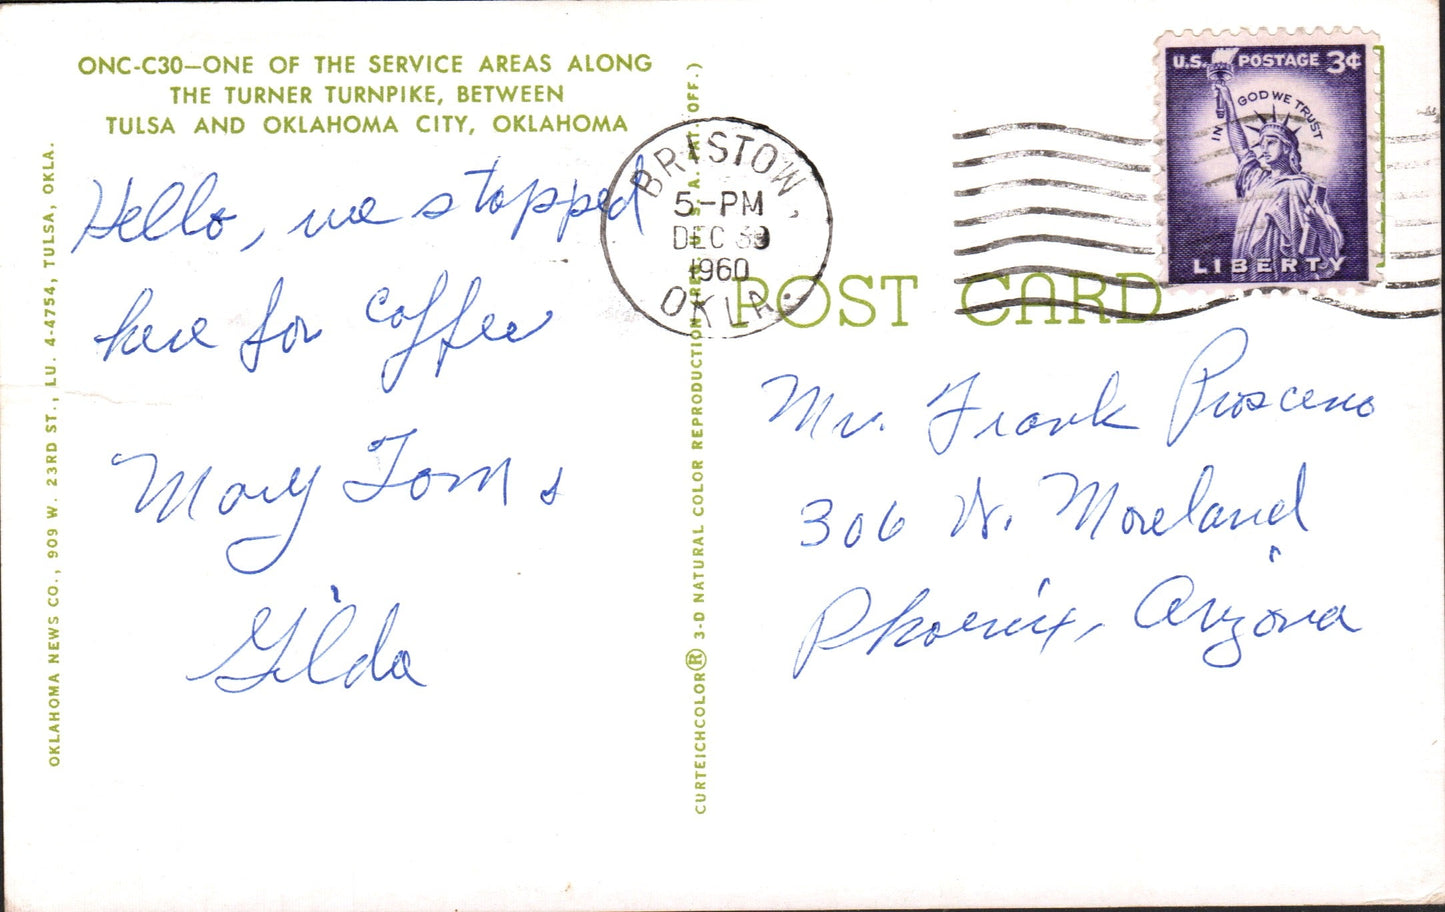 ONC-C30—ONE OF THE SERVICE AREAS ALONG
THE TURNER TURNPIKE, BETWEEN
TULSA AND OKLAHOMA CITY, OKLAHOMA
Hello, we stopped
here for coffee
Mary Tom &
Gilda
OKLAHOMA NEWS CO., 909 W. 23RD ST., LU. 4-4754, TULSA, OKLA.
CURTEICHCOLOR® 3-D NATURAL COLOR REPRODUCTION U. S. A. PAT. OFF.)
BRISTOW,
5-PM
DEC
1960
OKLA.
U.S. POSTAGE 3¢
IN GOD WE TRUST
LIBERTY
POST CARD
Mr. Frank
306 W. Moreland
Phoenix, Arizona